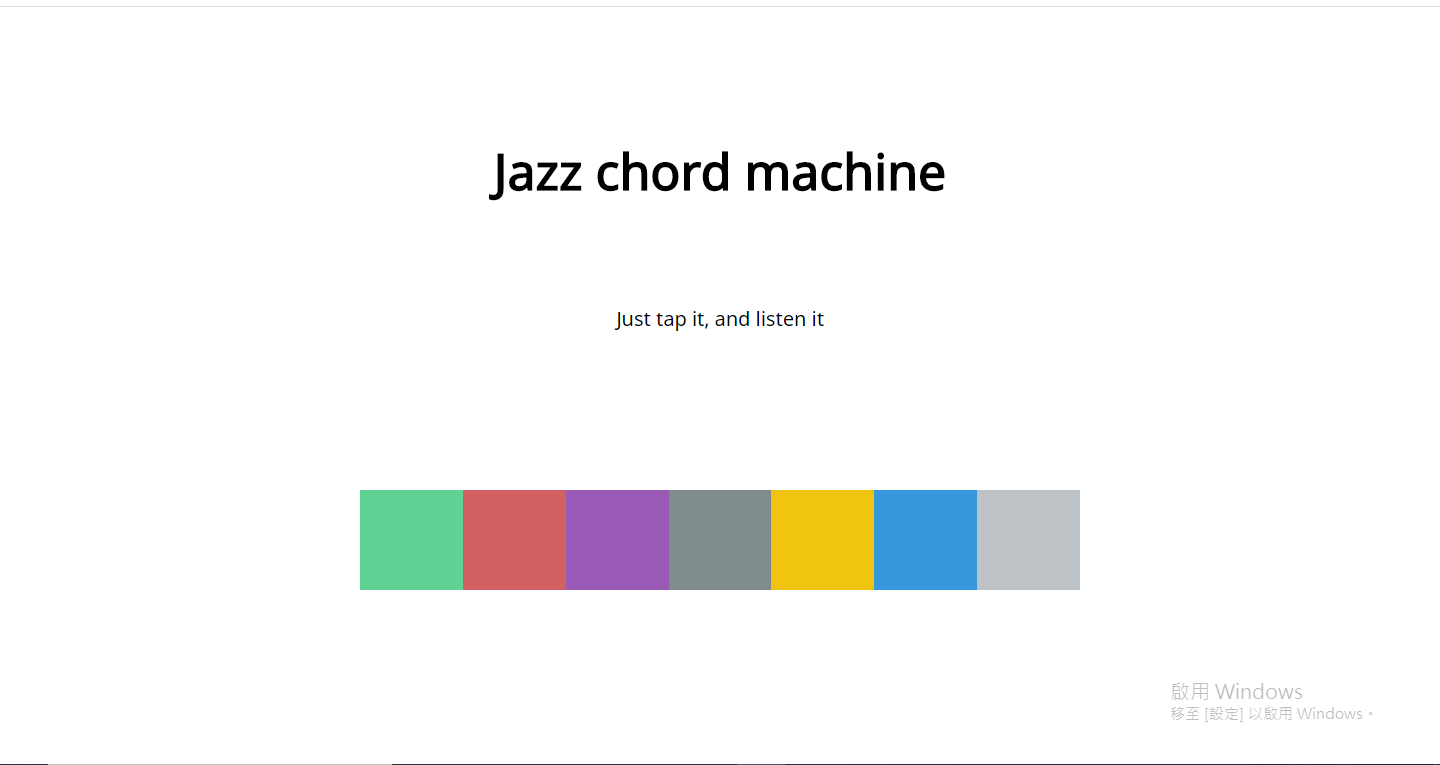 Jazz chord machine
Just tap it, and listen it
啟用 Windows
移至 [設定] 以啟用 Windows。